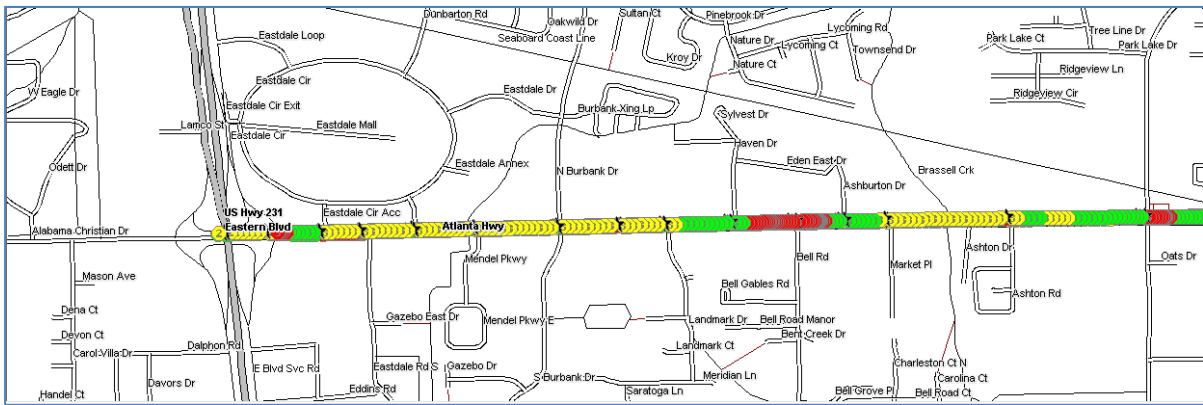 Dunbarton Rd
Oakwild Dr
Sultan Ct
Pinebrook Dr
Seaboard Coast Line
Eastdale Loop
Nature Dr
Lycoming Rd
Lycoming Ct
Townsend Dr
Tree Line Dr
Park Lake Ct
Park Lake Dr
Kroy Dr
Nature Ct
Ridgeview Ln
Ridgeview Cir
W Eagle Dr
Eastdale Cir
Eastdale Dr
Eastdale Cir Exit
Burbank Xing Lp
Lamco St
Eastdale Mall
Eastdale Cir
Sylvest Dr
Haven Dr
Odett Dr
Eastdale Annex
N Burbank Dr
Eden East Dr
Brassell Crk
Ashburton Dr
US Hwy 231
Eastern Blvd
Eastdale Cir Acc
Atlanta Hwy
2
Alabama Christian Dr
Mendel Pkwy
Bell Rd
Market Pl
Ashton Dr
Oats Dr
Mason Ave
Bell Gables Rd
Ashton Rd
Dena Ct
Gazebo East Dr
Mendel Pkwy E
Landmark Dr
Bell Road Manor
Bent Creek Dr
Devon Ct
Dalphon Rd
Landmark Ct
Carol Villa Dr
E Blvd Svc Rd
Eastdale Rd S
Gazebo Dr
Meridian Ln
Charleston Ct N
Carolina Ct
Davors Dr
Eddins Rd
S Burbank Dr
Saratoga Ln
Handel Ct
Bell Grove Pl
Bell Road Ct